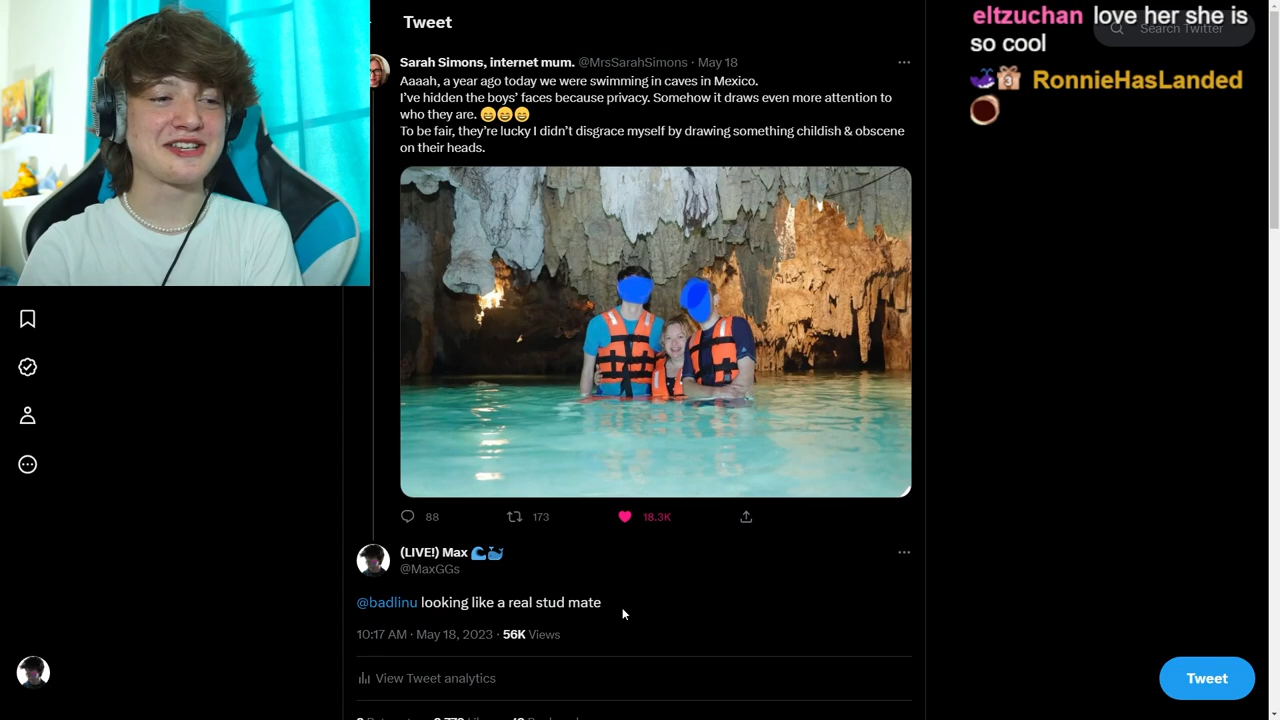 Tweet
eltzuchan love her she is
so cool
Search Twitter
3 RonnieHasLanded
Sarah Simons, internet mum. @MrsSarahSimons · May 18
Aaaah, a year ago today we were swimming in caves in Mexico.
I've hidden the boys' faces because privacy. Somehow it draws even more attention to
who they are. 😄😄😄
To be fair, they're lucky I didn't disgrace myself by drawing something childish & obscene
on their heads.
88 173 18.3K
(LIVE!) Max 🌊🐳
@MaxGGs
@badlinu looking like a real stud mate
10:17 AM · May 18, 2023 · 56K Views
View Tweet analytics
Tweet